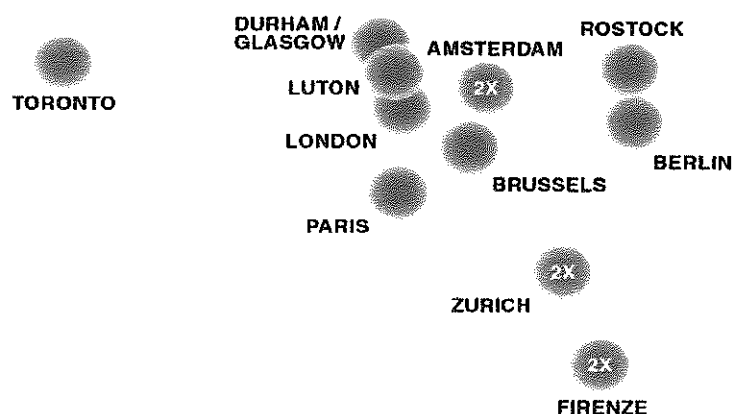 DURHAM /
GLASGOW
ROSTOCK
AMSTERDAM
TORONTO
LUTON
2X
LONDON
BERLIN
BRUSSELS
PARIS
2X
ZURICH
2X
FIRENZE